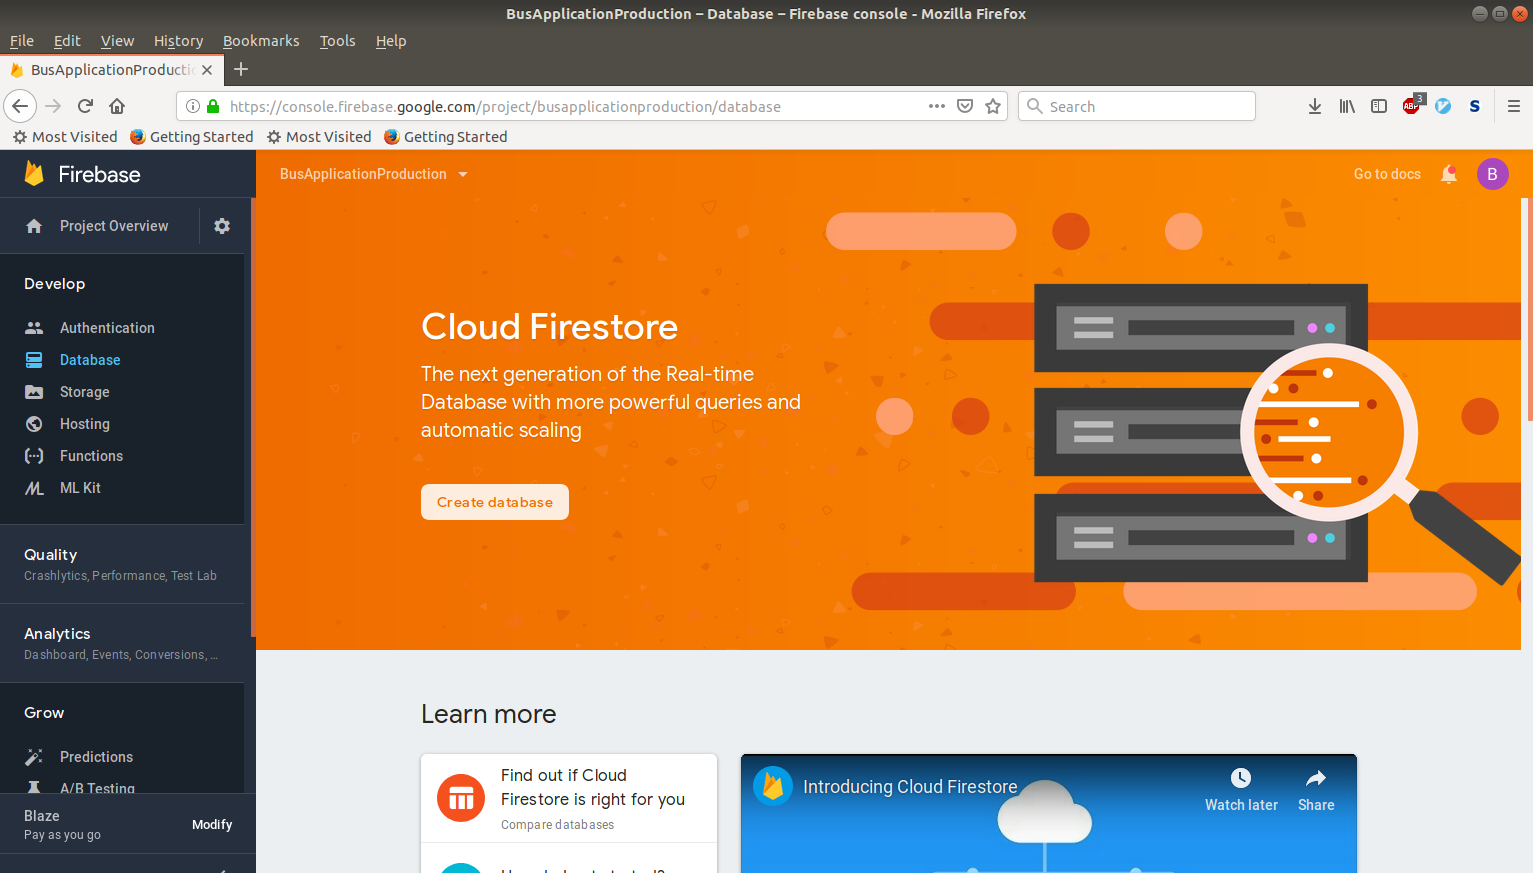 BusApplicationProduction – Database – Firebase console - Mozilla Firefox
File Edit View History Bookmarks Tools Help
BusApplicationProductio
https://console.firebase.google.com/project/busapplicationproduction/database
Search
ABP
3
S
Most Visited Getting Started Most Visited Getting Started
Firebase
BusApplicationProduction
Go to docs
B
Project Overview
Develop
Authentication
Database
Storage
Hosting
Functions
ML Kit
Quality
Crashlytics, Performance, Test Lab
Analytics
Dashboard, Events, Conversions, ...
Grow
Predictions
A/B Testing
Blaze
Pay as you go
Modify
Cloud Firestore
The next generation of the Real-time
Database with more powerful queries and
automatic scaling
Create database
Learn more
Find out if Cloud
Firestore is right for you
Compare databases
Introducing Cloud Firestore
Watch later
Share